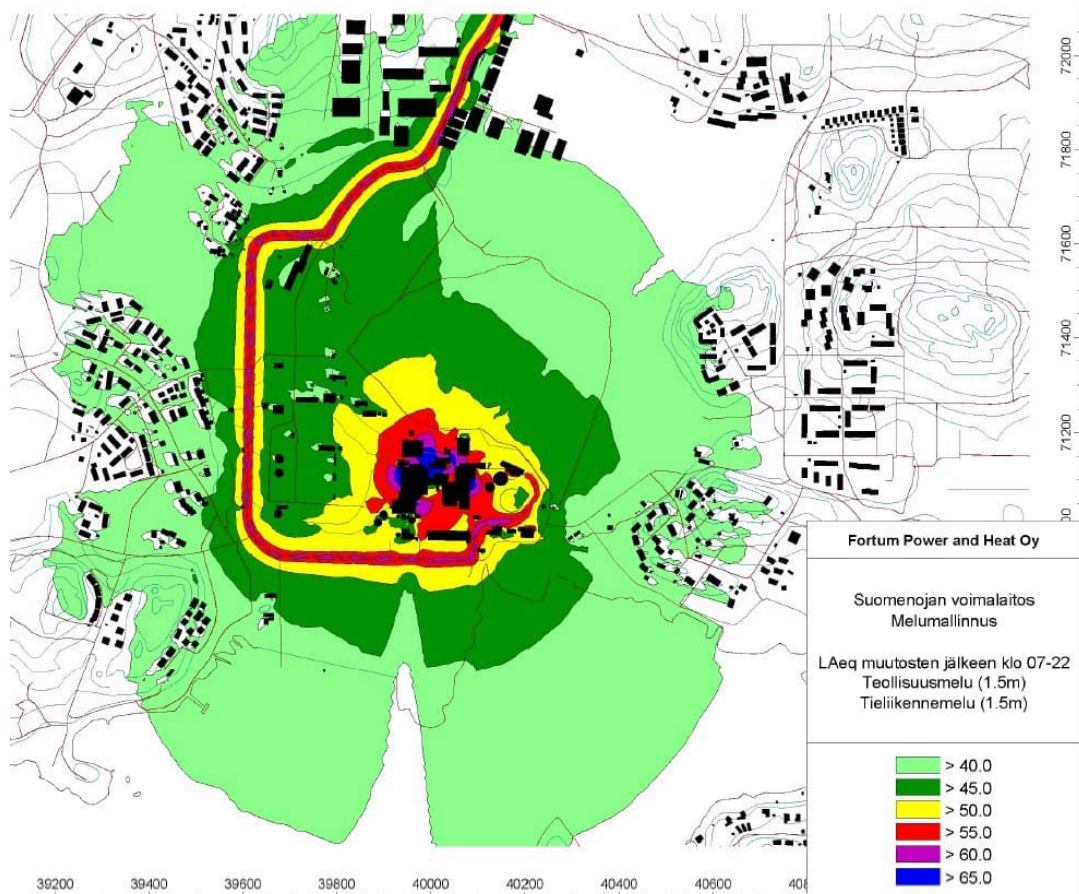 72000
71800
71600
71400
71200
00
Fortum Power and Heat Oy
Suomenojan voimalaitos
Melumallinnus
LAeq muutosten jälkeen klo 07-22
Teollisuusmelu (1.5m)
Tieliikennemelu (1.5m)
> 40.0
> 45.0
> 50.0
> 55.0
> 60.0
> 65.0
39200 39400 39600 39800 40000 40200 40400 40600 408